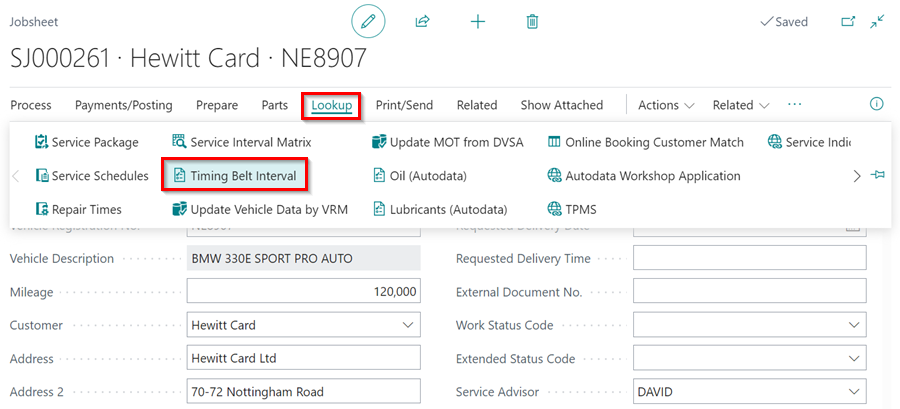 Jobsheet
Saved
SJ000261 · Hewitt Card · NE8907
Process Payments/Posting Prepare Parts Lookup Print/Send Related Show Attached Actions Related ···
Service Package Service Interval Matrix Update MOT from DVSA Online Booking Customer Match Service Indi
Service Schedules Timing Belt Interval Oil (Autodata) Autodata Workshop Application
Repair Times Update Vehicle Data by VRM Lubricants (Autodata) TPMS
Vehicle Registration No. NE8907 Requested Delivery Date
Vehicle Description BMW 330E SPORT PRO AUTO Requested Delivery Time
Mileage 120,000 External Document No.
Customer Hewitt Card Work Status Code
Address Hewitt Card Ltd Extended Status Code
Address 2 70-72 Nottingham Road Service Advisor DAVID